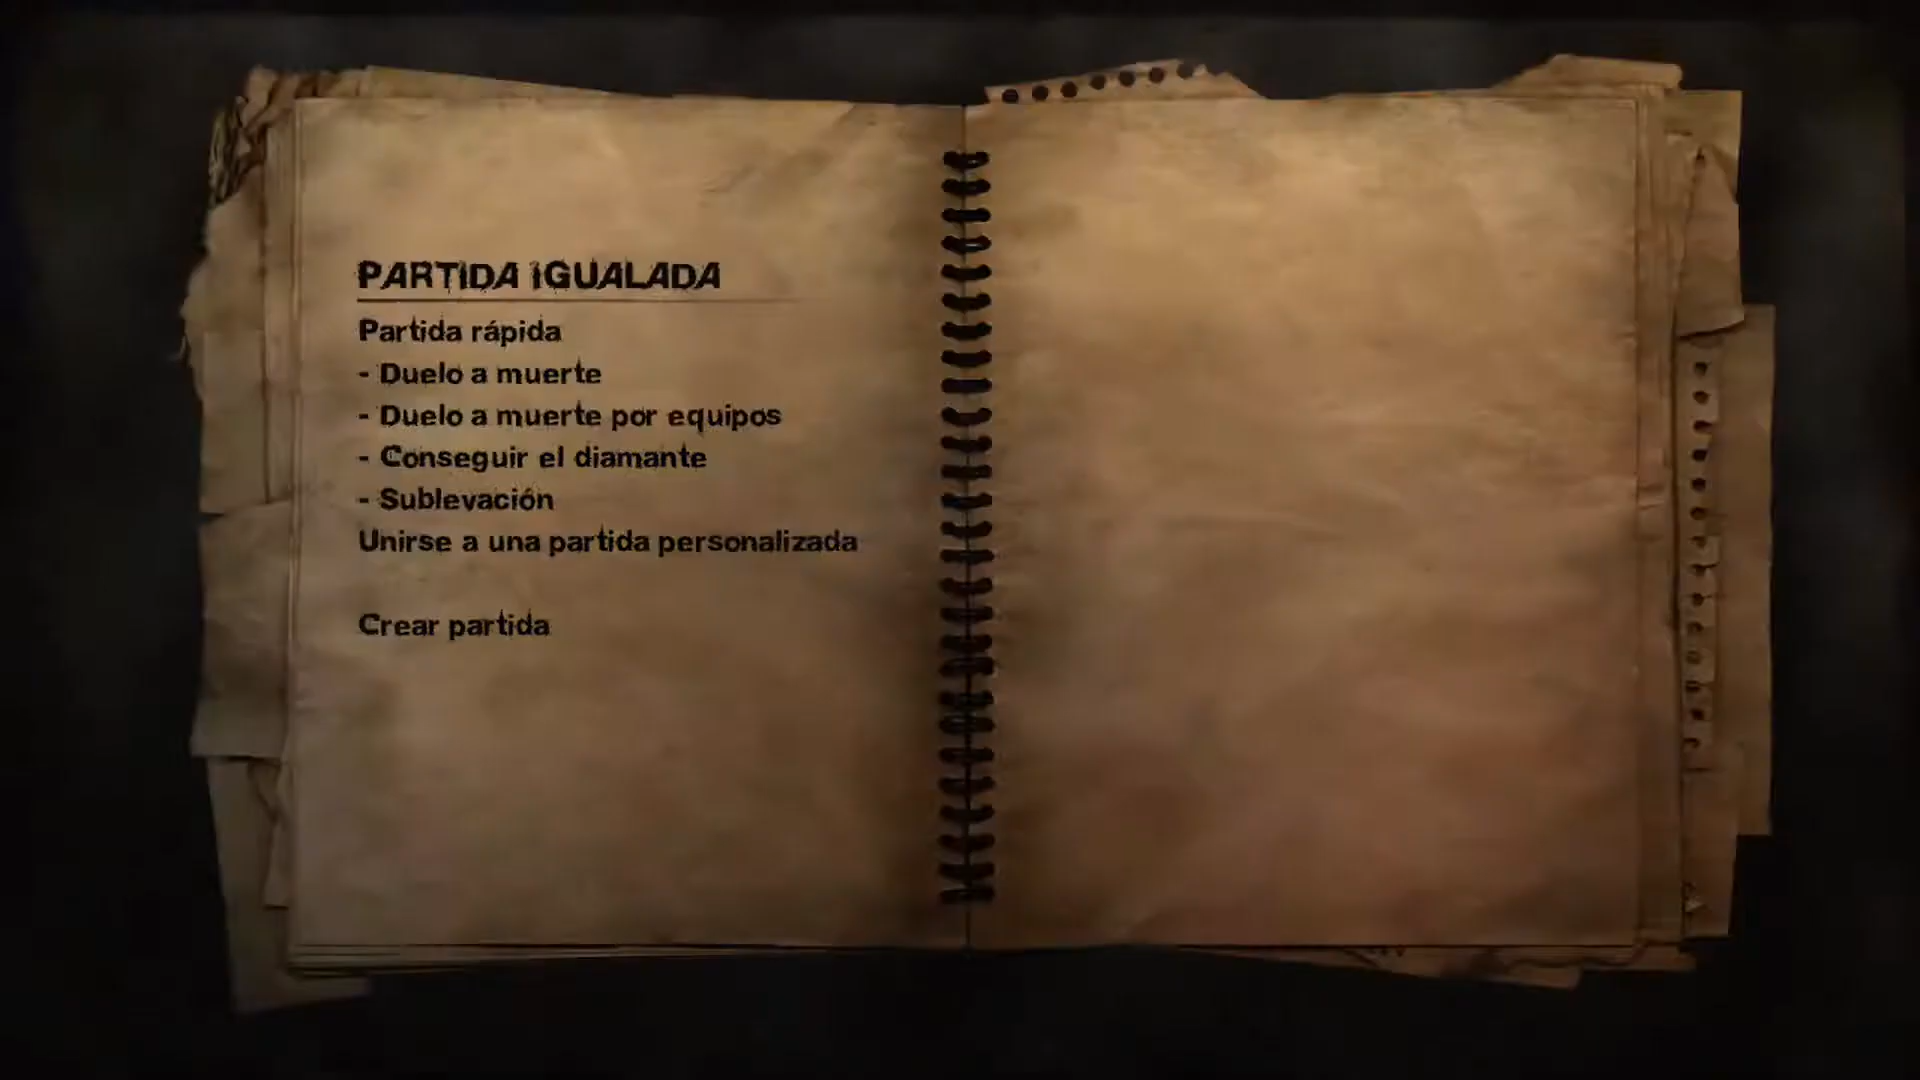 PARTIDA IGUALADA
Partida rápida
- Duelo a muerte
- Duelo a muerte por equipos
- Conseguir el diamante
- Sublevación
Unirse a una partida personalizada
Crear partida